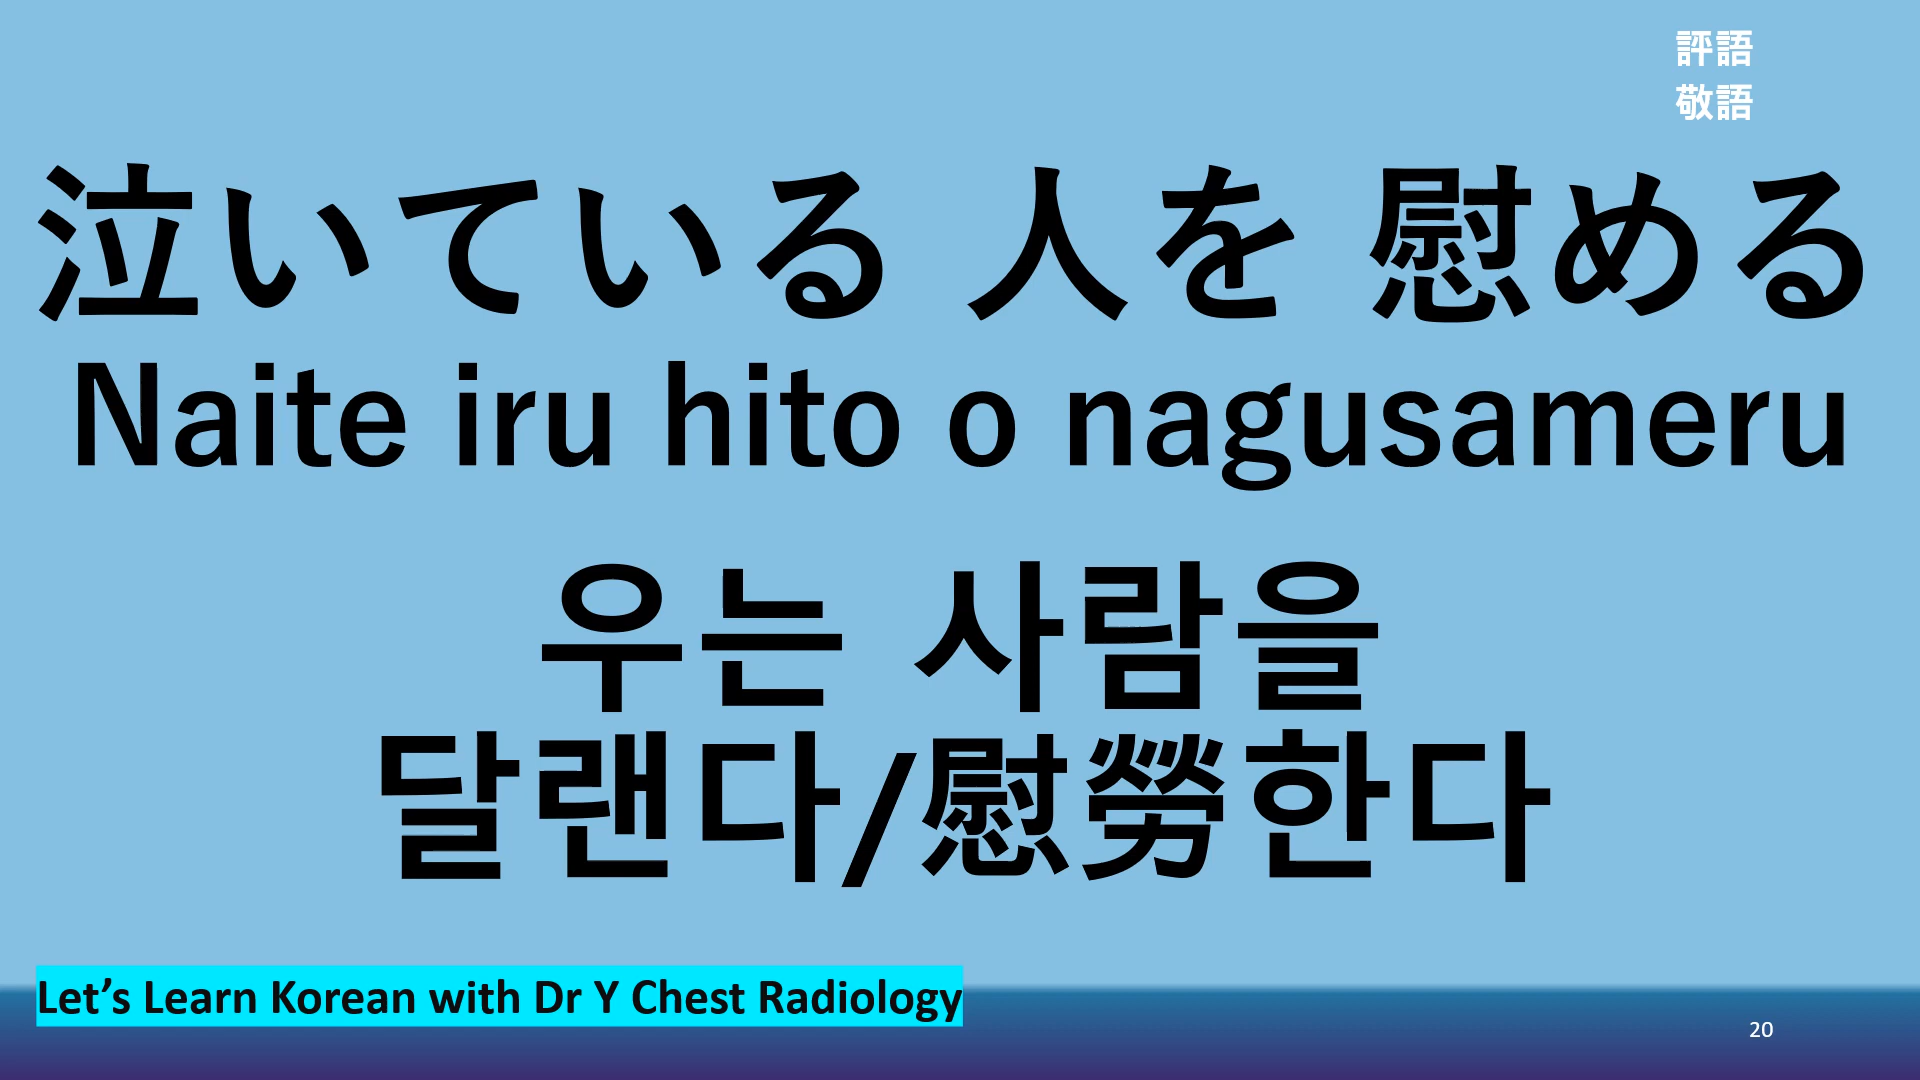 評語
敬語
泣いている 人を 慰める
Naite iru hito o nagusameru
우는 사람을
달랜다/慰勞한다
Let’s Learn Korean with Dr Y Chest Radiology
20